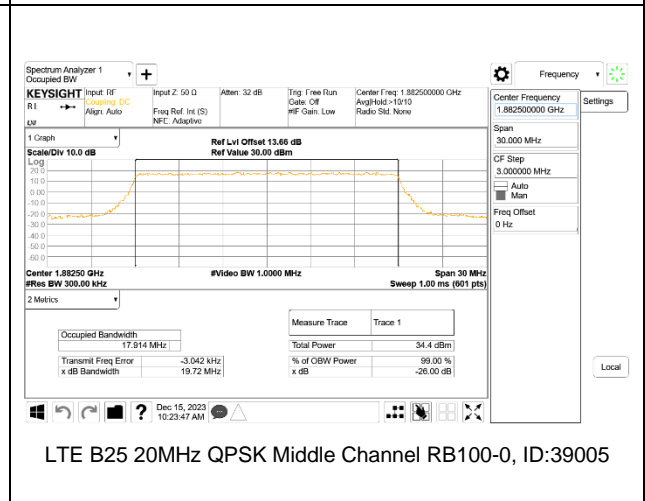 Spectrum Analyzer 1
Occupied BW
+
Frequency
KEYSIGHT
Input: RF
Coupling: DC
Align: Auto
Input Z: 50 Ω
Freq Ref: Int (S)
NFE: Adaptive
Atten: 32 dB
Trig: Free Run
Gate: Off
#IF Gain: Low
Center Freq: 1.882500000 GHz
Avg|Hold:>10/10
Radio Std: None
1 Graph
Scale/Div 10.0 dB
Ref Lvl Offset 13.66 dB
Ref Value 30.00 dBm
Log
20.0
10.0
0.00
-10.0
-20.0
-30.0
-40.0
-50.0
-60.0
Center 1.88250 GHz
#Res BW 300.00 kHz
#Video BW 1.0000 MHz
Span 30 MHz
Sweep 1.00 ms (601 pts)
2 Metrics
Occupied Bandwidth
17.914 MHz
Transmit Freq Error -3.042 kHz
x dB Bandwidth 19.72 MHz
Measure Trace Trace 1
Total Power 34.4 dBm
% of OBW Power 99.00 %
x dB -26.00 dB
Center Frequency
1.882500000 GHz
Settings
Span
30.000 MHz
CF Step
3.000000 MHz
Auto
Man
Freq Offset
0 Hz
Local
?
Dec 15, 2023
10:23:47 AM
LTE B25 20MHz QPSK Middle Channel RB100-0, ID:39005